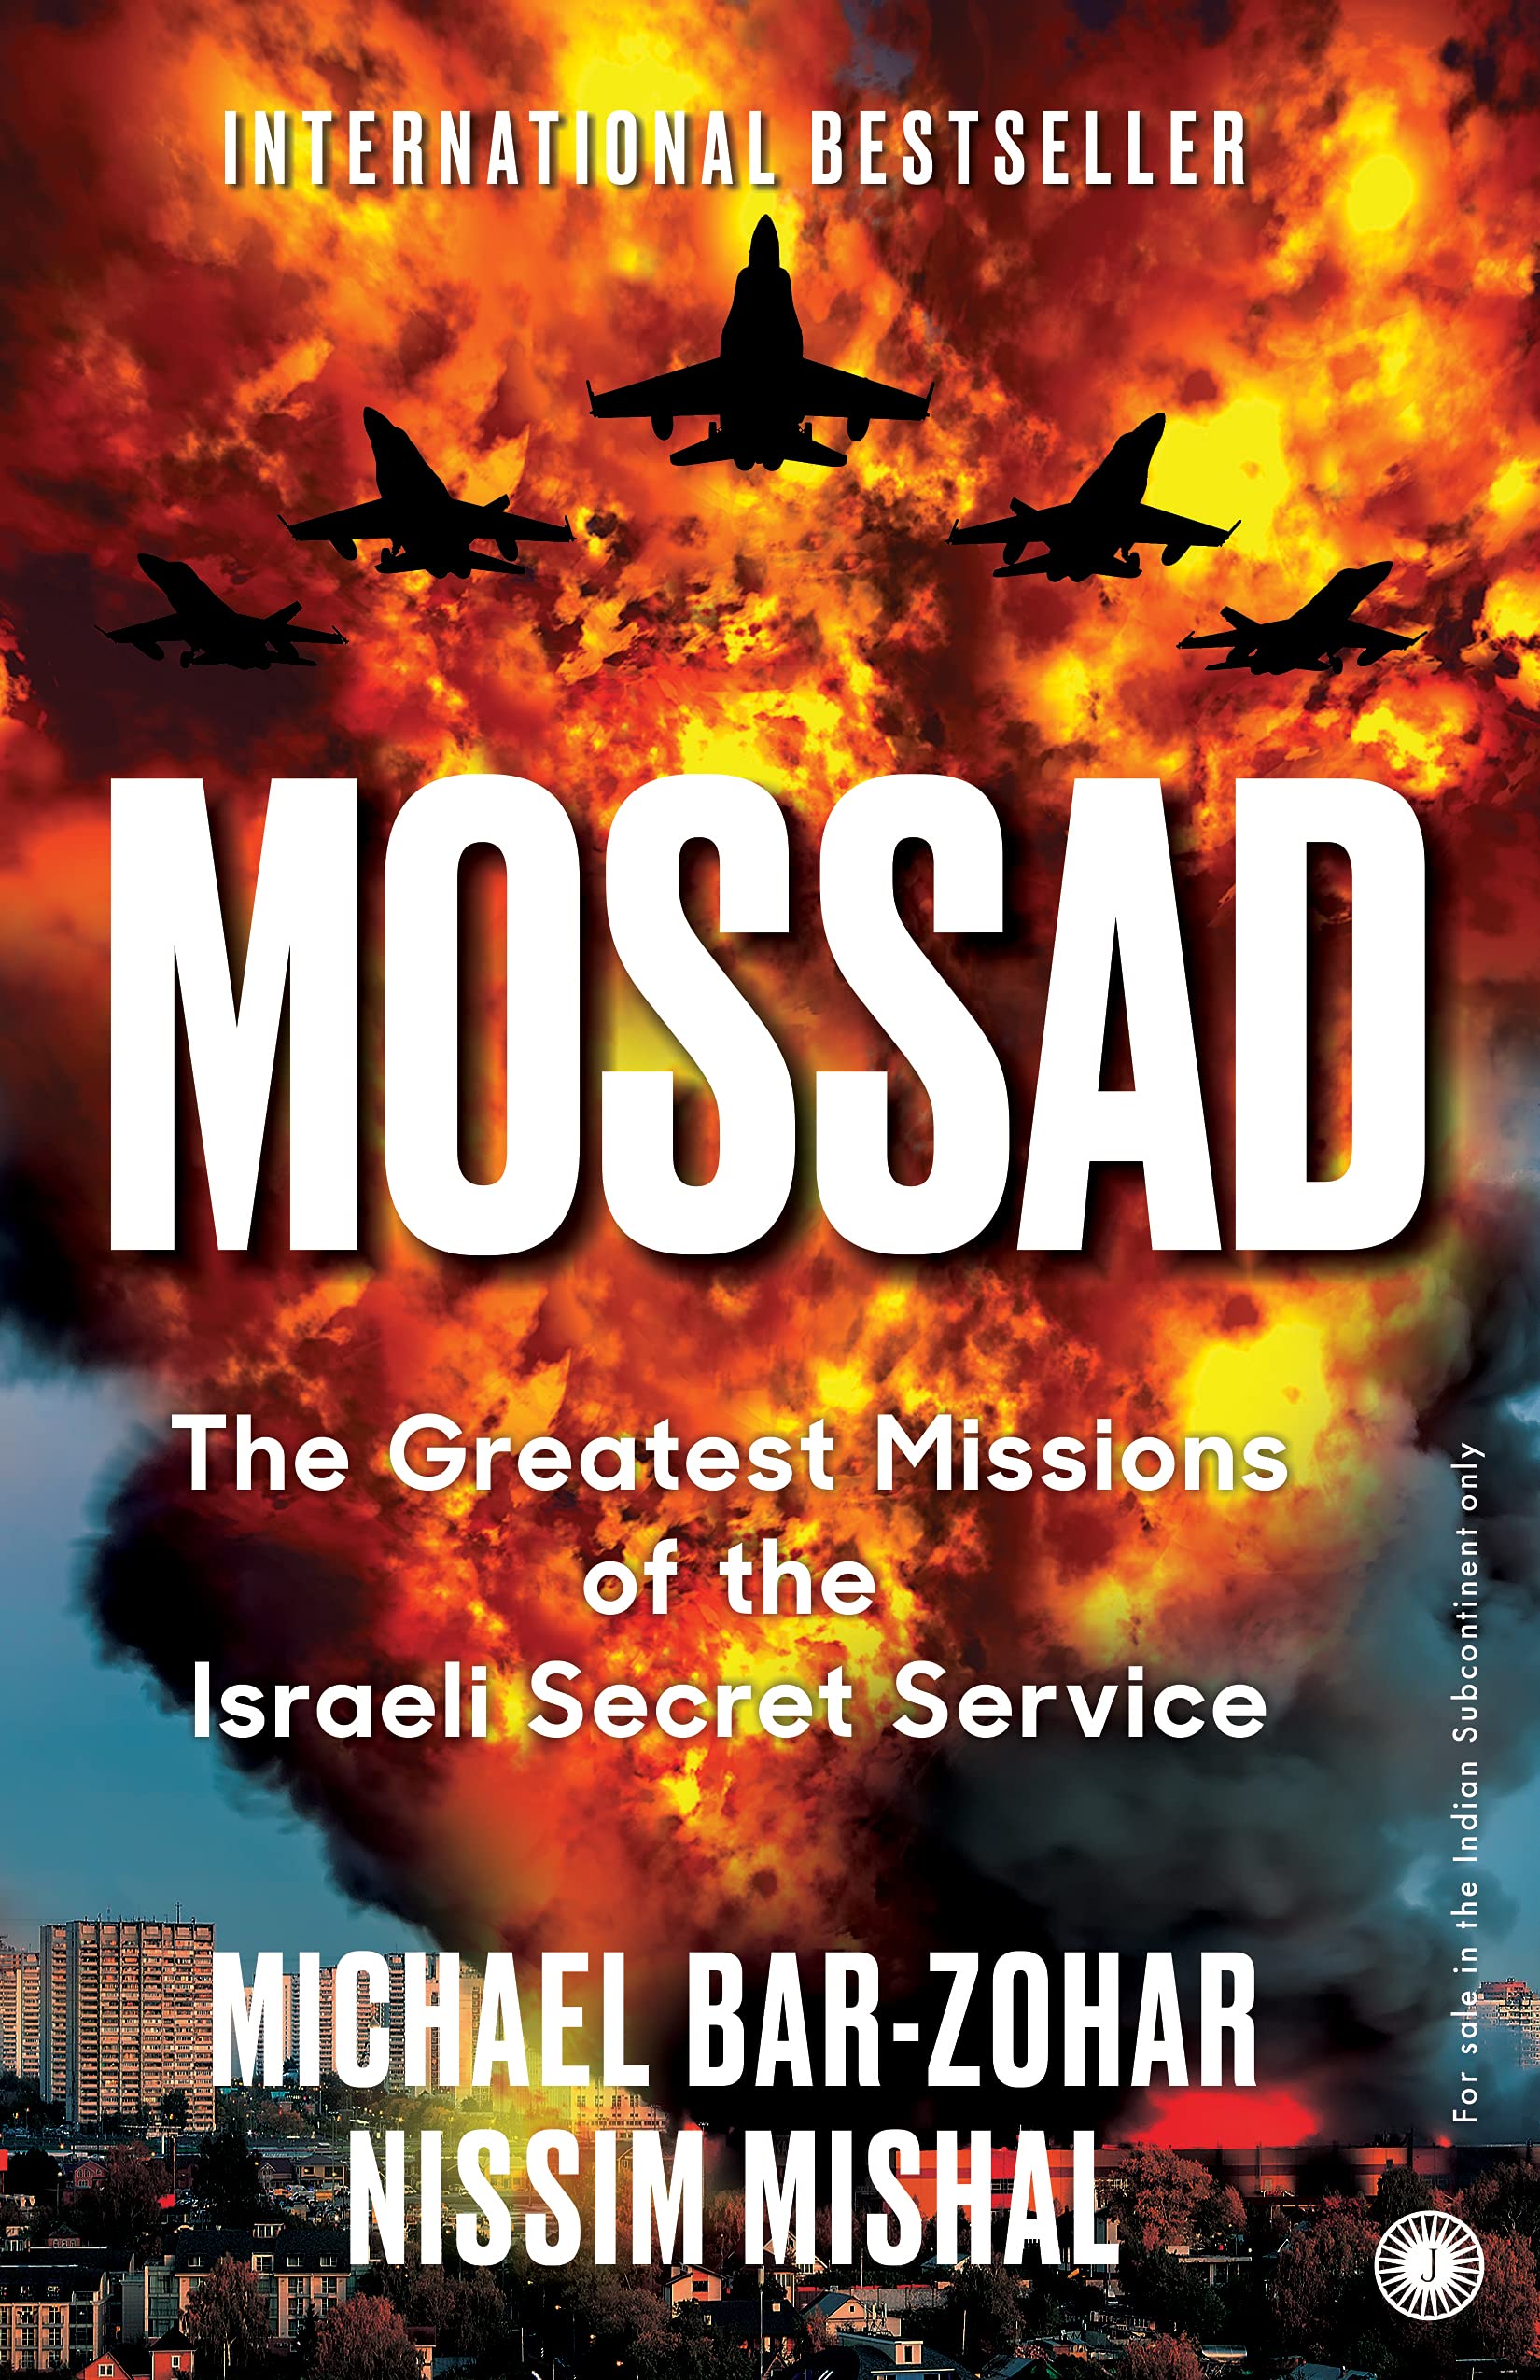 INTERNATIONAL BESTSELLER
MOSSAD
The Greatest Missions
of the
Israeli Secret Service
For sale in the Indian Subcontinent only
MICHAEL BAR-ZOHAR
NISSIM MISHAL
J